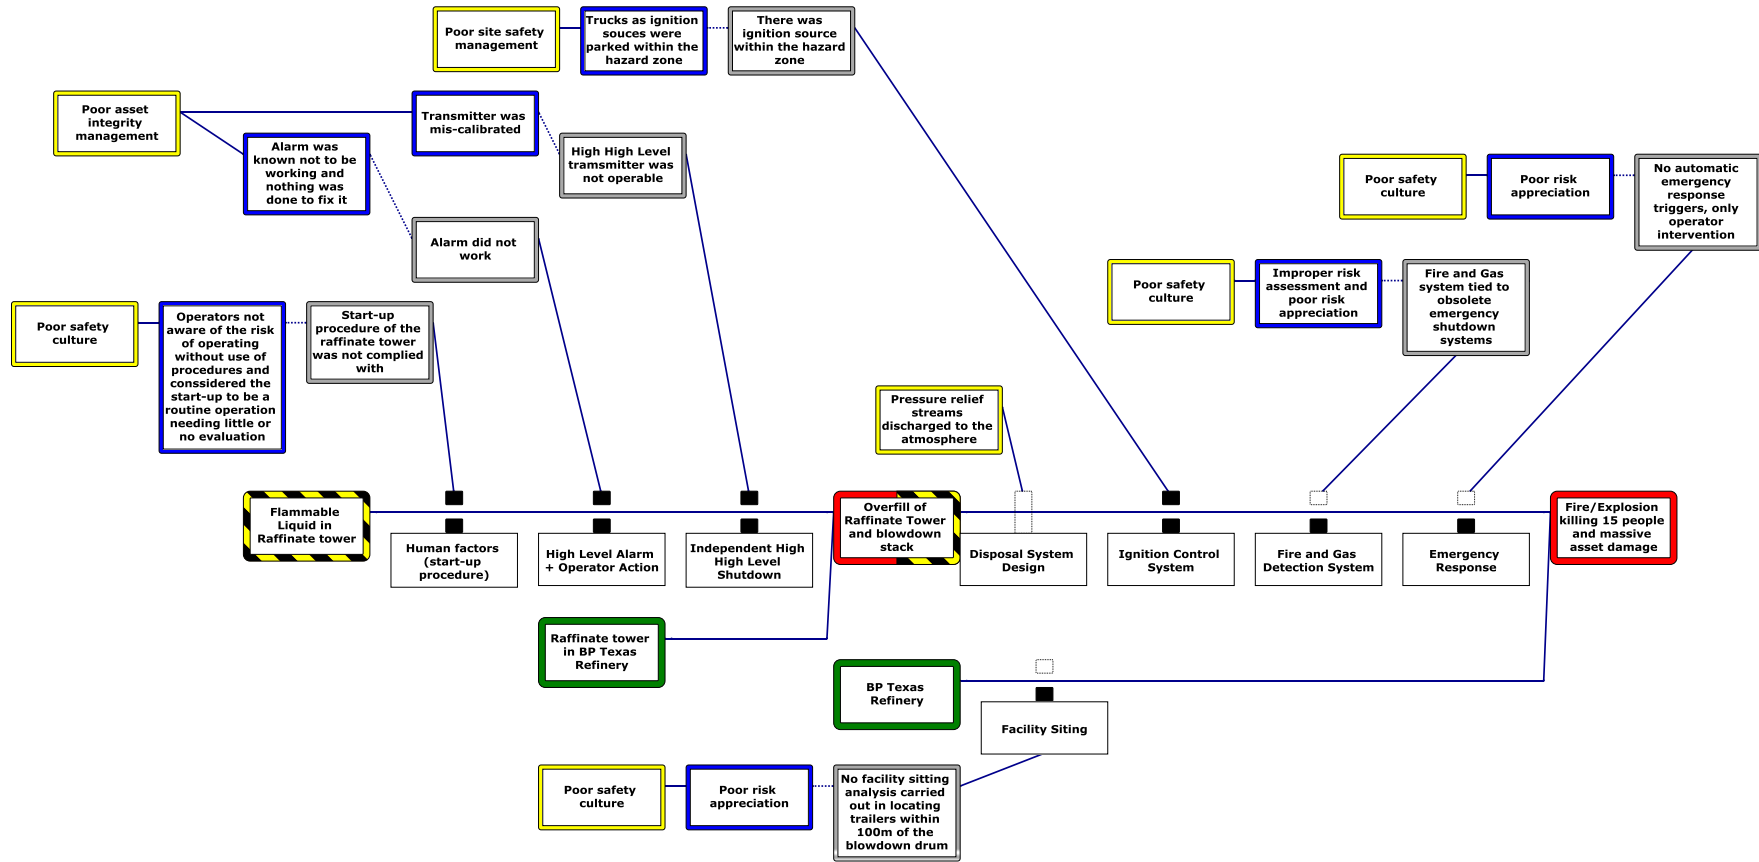 Poor site safety
management
Trucks as ignition
souces were
parked within the
hazard zone
There was
ignition source
within the hazard
zone
Poor asset
integrity
management
Transmitter was
mis-calibrated
Alarm was
known not to be
working and
nothing was
done to fix it
High High Level
tramsmitter was
not operable
Alarm did not
work
Poor safety
culture
Poor risk
appreciation
No automatic
emergency
response
triggers, only
operator
intervention
Poor safety
culture
Improper risk
assessment and
poor risk
appreciation
Fire and Gas
system tied to
obsolete
emergency
shutdown
systems
Poor safety
culture
Operators not
aware of the risk
of operating
without use of
procedures and
conssidered the
start-up to be a
routine operation
needing little or
no evaluation
Start-up
procedure of the
raffinate tower
was not complied
with
Pressure relief
streams
discharged to the
atmosphere
Flammable
Liquid in
Raffinate tower
Human factors
(start-up
procedure)
High Level Alarm
+ Operator Action
Independent High
High Level
Shutdown
Overfill of
Raffinate Tower
and blowdown
stack
Disposal System
Design
Ignition Control
System
Fire and Gas
Detection System
Emergency
Response
Fire/Explosion
killing 15 people
and massive
asset damage
Raffinate tower
in BP Texas
Refinery
BP Texas
Refinery
Facility Siting
Poor safety
culture
Poor risk
appreciation
No facility sitting
analysis carried
out in locating
trailers within
100m of the
blowdown drum